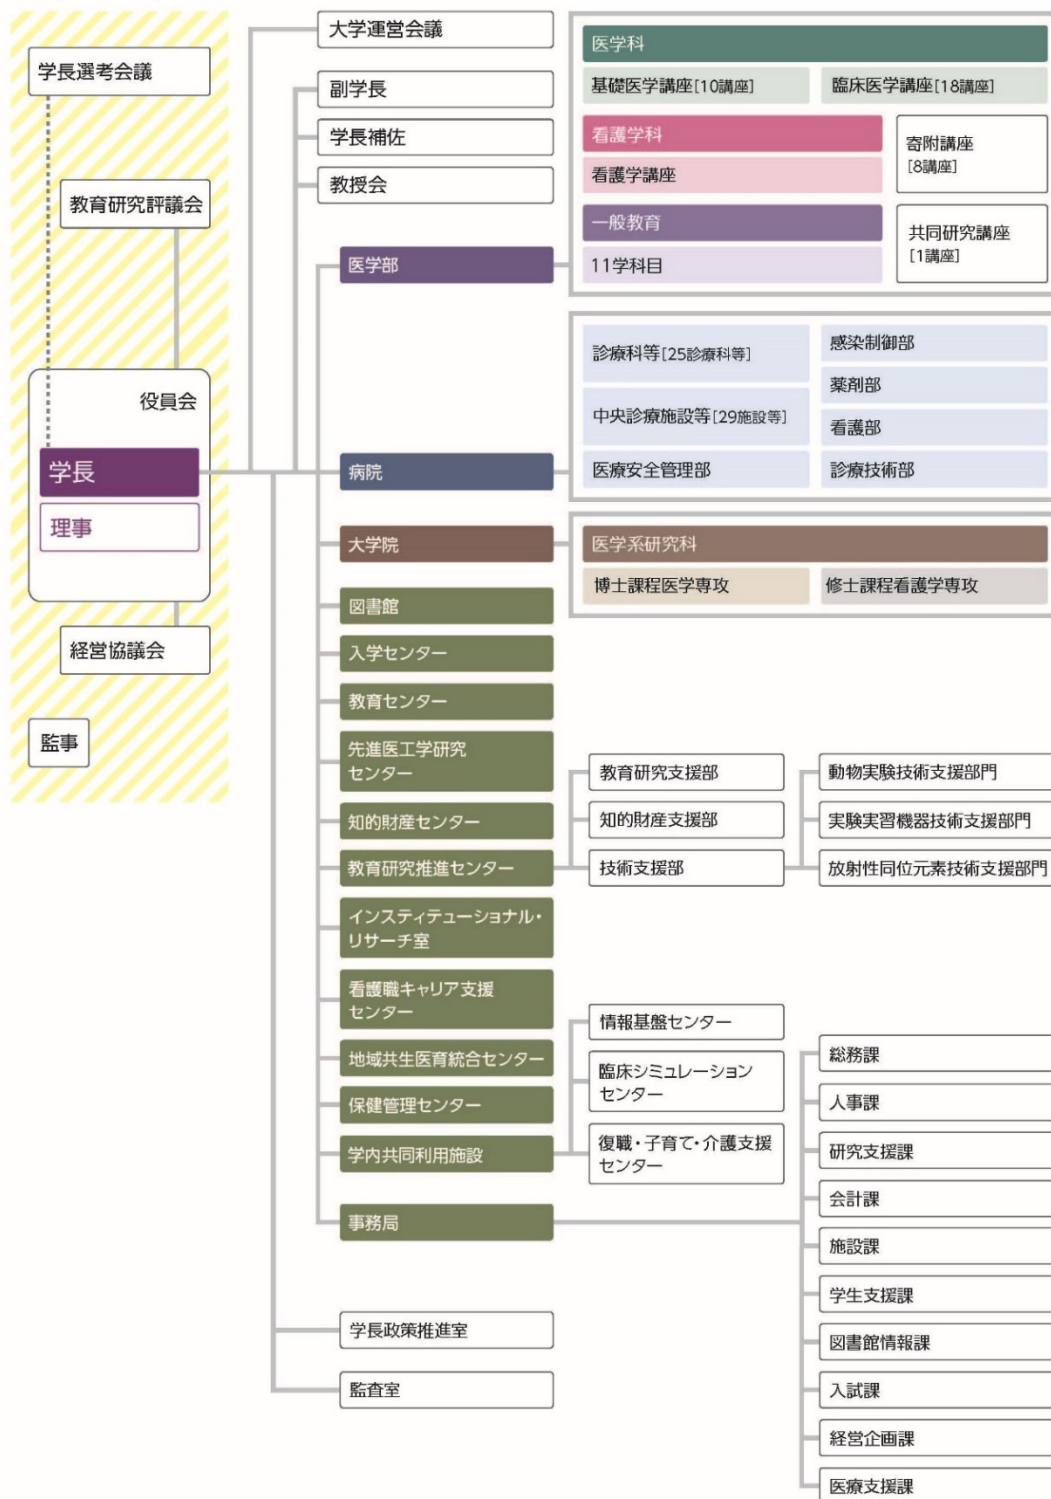 学長選考会議
教育研究評議会
役員会
学長
理事
経営協議会
監事
大学運営会議
副学長
学長補佐
教授会
医学部
医学科
基礎医学講座[10講座]
臨床医学講座[18講座]
看護学科
看護学講座
寄附講座
[8講座]
一般教育
11学科目
共同研究講座
[1講座]
病院
診療科等[25診療科等]
中央診療施設等[29施設等]
医療安全管理部
感染制御部
薬剤部
看護部
診療技術部
大学院
医学系研究科
博士課程医学専攻
修士課程看護学専攻
図書館
入学センター
教育センター
先進医工学研究
センター
知的財産センター
教育研究推進センター
教育研究支援部
知的財産支援部
技術支援部
動物実験技術支援部門
実験実習機器技術支援部門
放射性同位元素技術支援部門
インスティテューショナル・
リサーチ室
看護職キャリア支援
センター
地域共生医育統合センター
保健管理センター
学内共同利用施設
情報基盤センター
臨床シミュレーション
センター
復職・子育て・介護支援
センター
事務局
総務課
人事課
研究支援課
会計課
施設課
学生支援課
図書館情報課
入試課
経営企画課
医療支援課
学長政策推進室
監査室